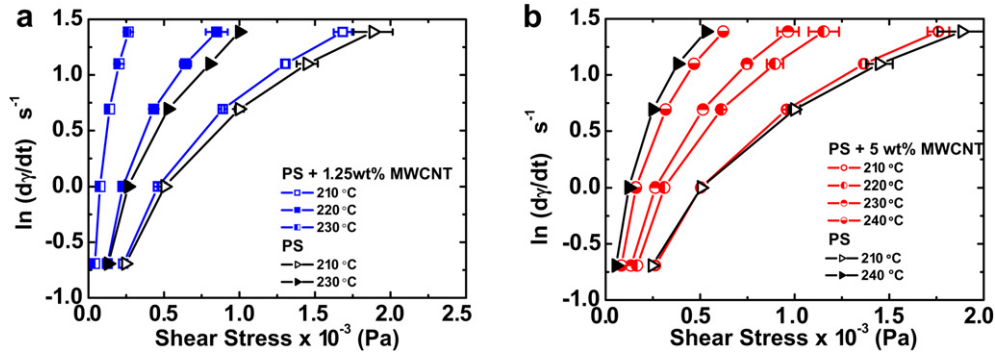 a
ln (dγ/dt) s⁻¹
1.5
1.0
0.5
0.0
-0.5
-1.0
PS + 1.25wt% MWCNT
210 °C
220 °C
230 °C
PS
210 °C
230 °C
0.0 0.5 1.0 1.5 2.0 2.5
Shear Stress x 10⁻³ (Pa)
b
ln (dγ/dt) s⁻¹
1.5
1.0
0.5
0.0
-0.5
-1.0
PS + 5 wt% MWCNT
210 °C
220 °C
230 °C
240 °C
PS
210 °C
240 °C
0.0 0.5 1.0 1.5 2.0
Shear Stress x 10⁻³ (Pa)